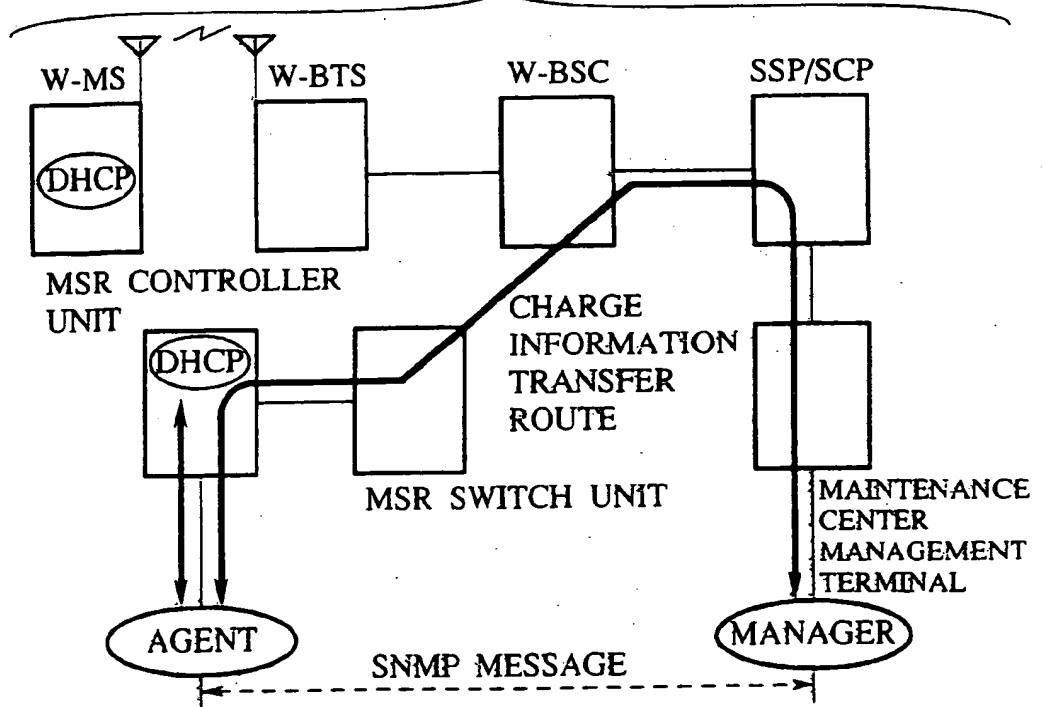 W-MS
W-BTS
W-BSC
SSP/SCP
DHCP
MSR CONTROLLER
UNIT
DHCP
CHARGE
INFORMATION
TRANSFER
ROUTE
MSR SWITCH UNIT
MAINTENANCE
CENTER
MANAGEMENT
TERMINAL
AGENT
MANAGER
SNMP MESSAGE